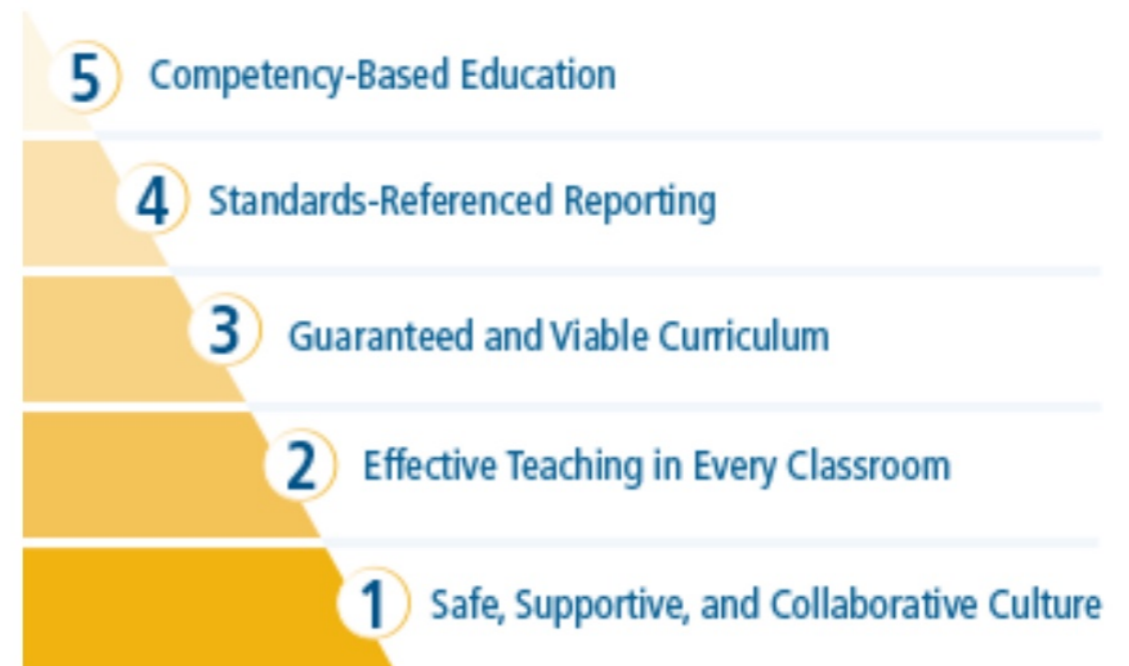 5 Competency-Based Education
4 Standards-Referenced Reporting
3 Guaranteed and Viable Curriculum
2 Effective Teaching in Every Classroom
1 Safe, Supportive, and Collaborative Culture